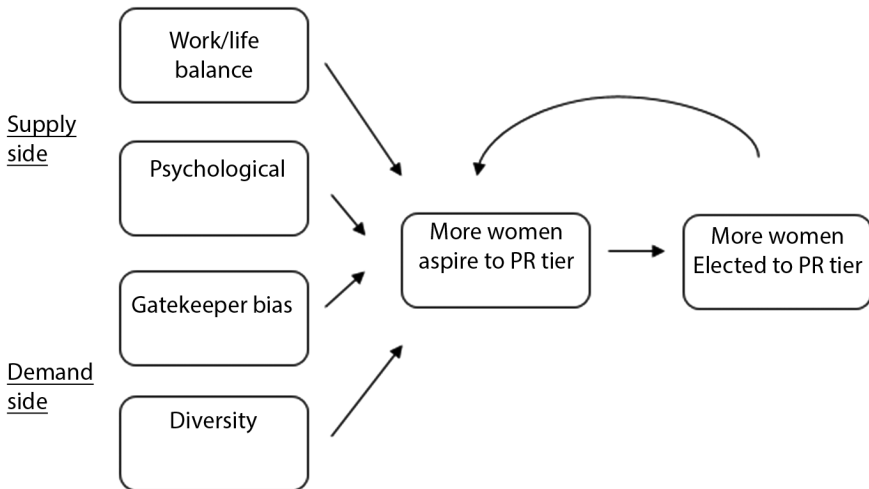 Work/life
balance
Supply
side
Psychological
More women
aspire to PR tier
More women
Elected to PR tier
Gatekeeper bias
Demand
side
Diversity